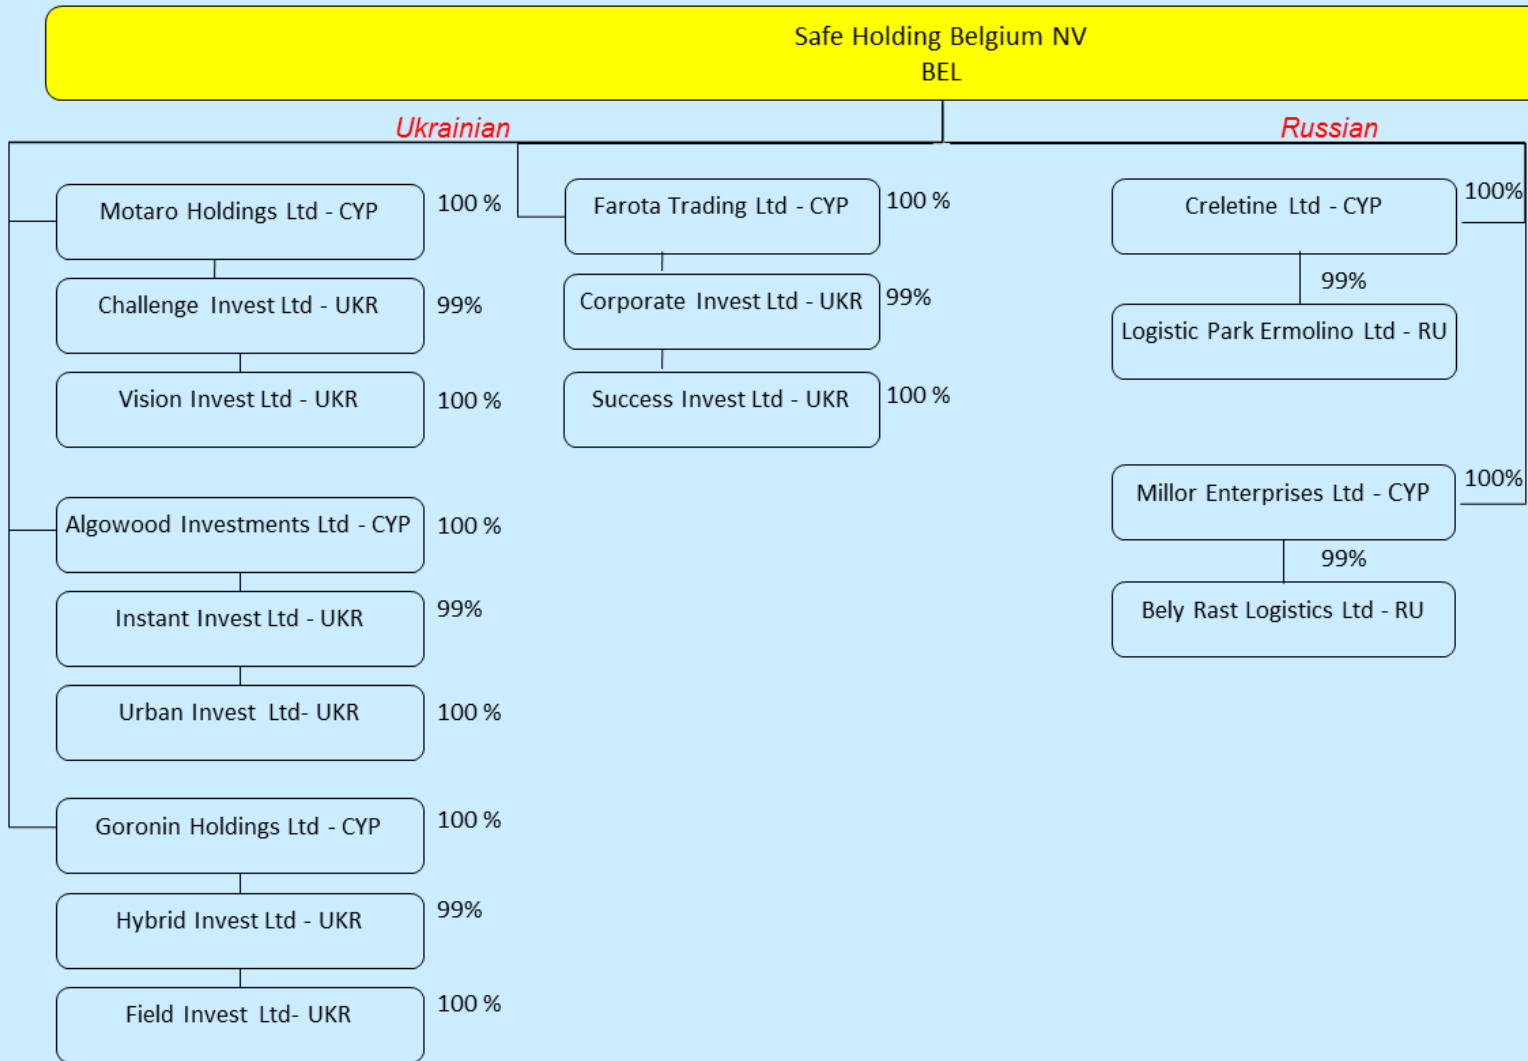 Safe Holding Belgium NV
BEL
Ukrainian
Russian
Motaro Holdings Ltd - CYP
100 %
Challenge Invest Ltd - UKR
99%
Vision Invest Ltd - UKR
100 %
Algowood Investments Ltd - CYP
100 %
Instant Invest Ltd - UKR
99%
Urban Invest Ltd- UKR
100 %
Goronin Holdings Ltd - CYP
100 %
Hybrid Invest Ltd - UKR
99%
Field Invest Ltd- UKR
100 %
Farota Trading Ltd - CYP
100 %
Corporate Invest Ltd - UKR
99%
Success Invest Ltd - UKR
100 %
Creletine Ltd - CYP
100%
99%
Logistic Park Ermolino Ltd - RU
Millor Enterprises Ltd - CYP
100%
99%
Bely Rast Logistics Ltd - RU